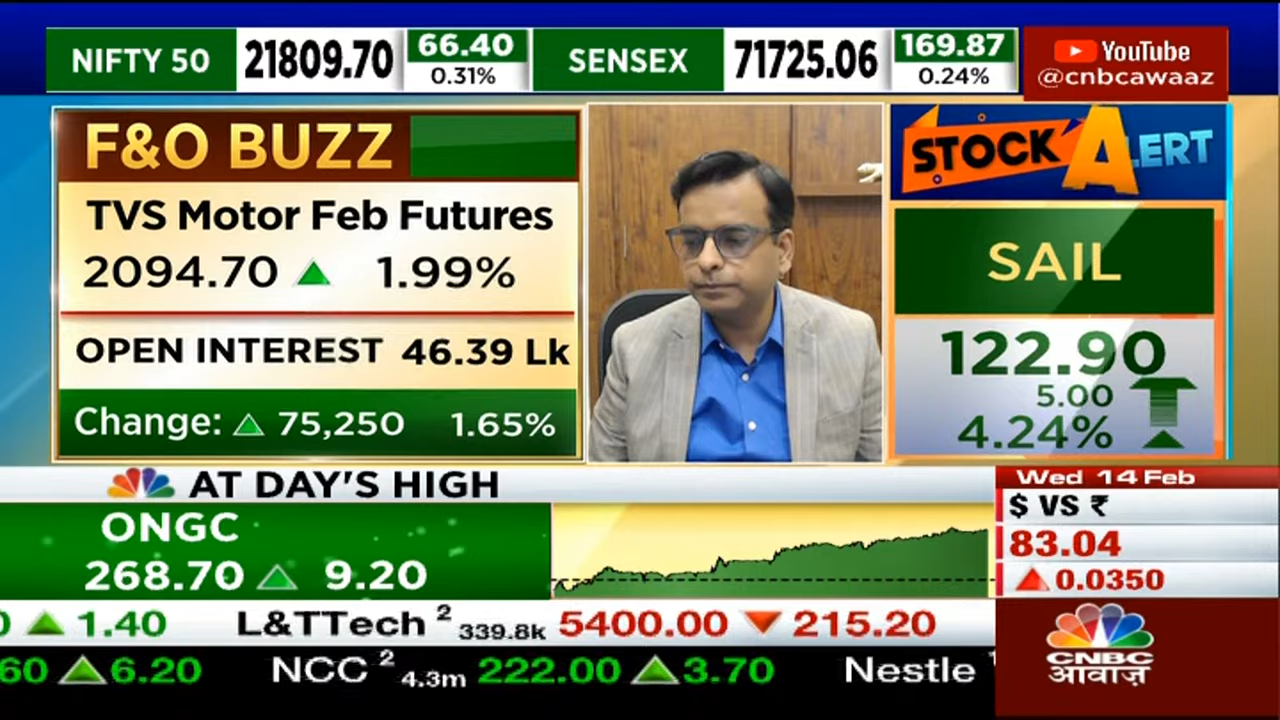 NIFTY 50 21809.70 66.40 0.31% SENSEX 71725.06 169.87 0.24% YouTube
@cnbcawaaz
F&O BUZZ
TVS Motor Feb Futures
2094.70 ▲ 1.99%
OPEN INTEREST 46.39 Lk
Change: ▲ 75,250 1.65%
STOCK ALERT
SAIL
122.90
5.00
4.24%
AT DAY'S HIGH
ONGC
268.70 ▲ 9.20
Wed 14 Feb
$ VS ₹
83.04
▲ 0.0350
▲ 1.40 L&TTech ² 339.8k 5400.00 ▼ 215.20
60 ▲ 6.20 NCC ² 4.3m 222.00 ▲ 3.70 Nestle
CNBC
आवाज़